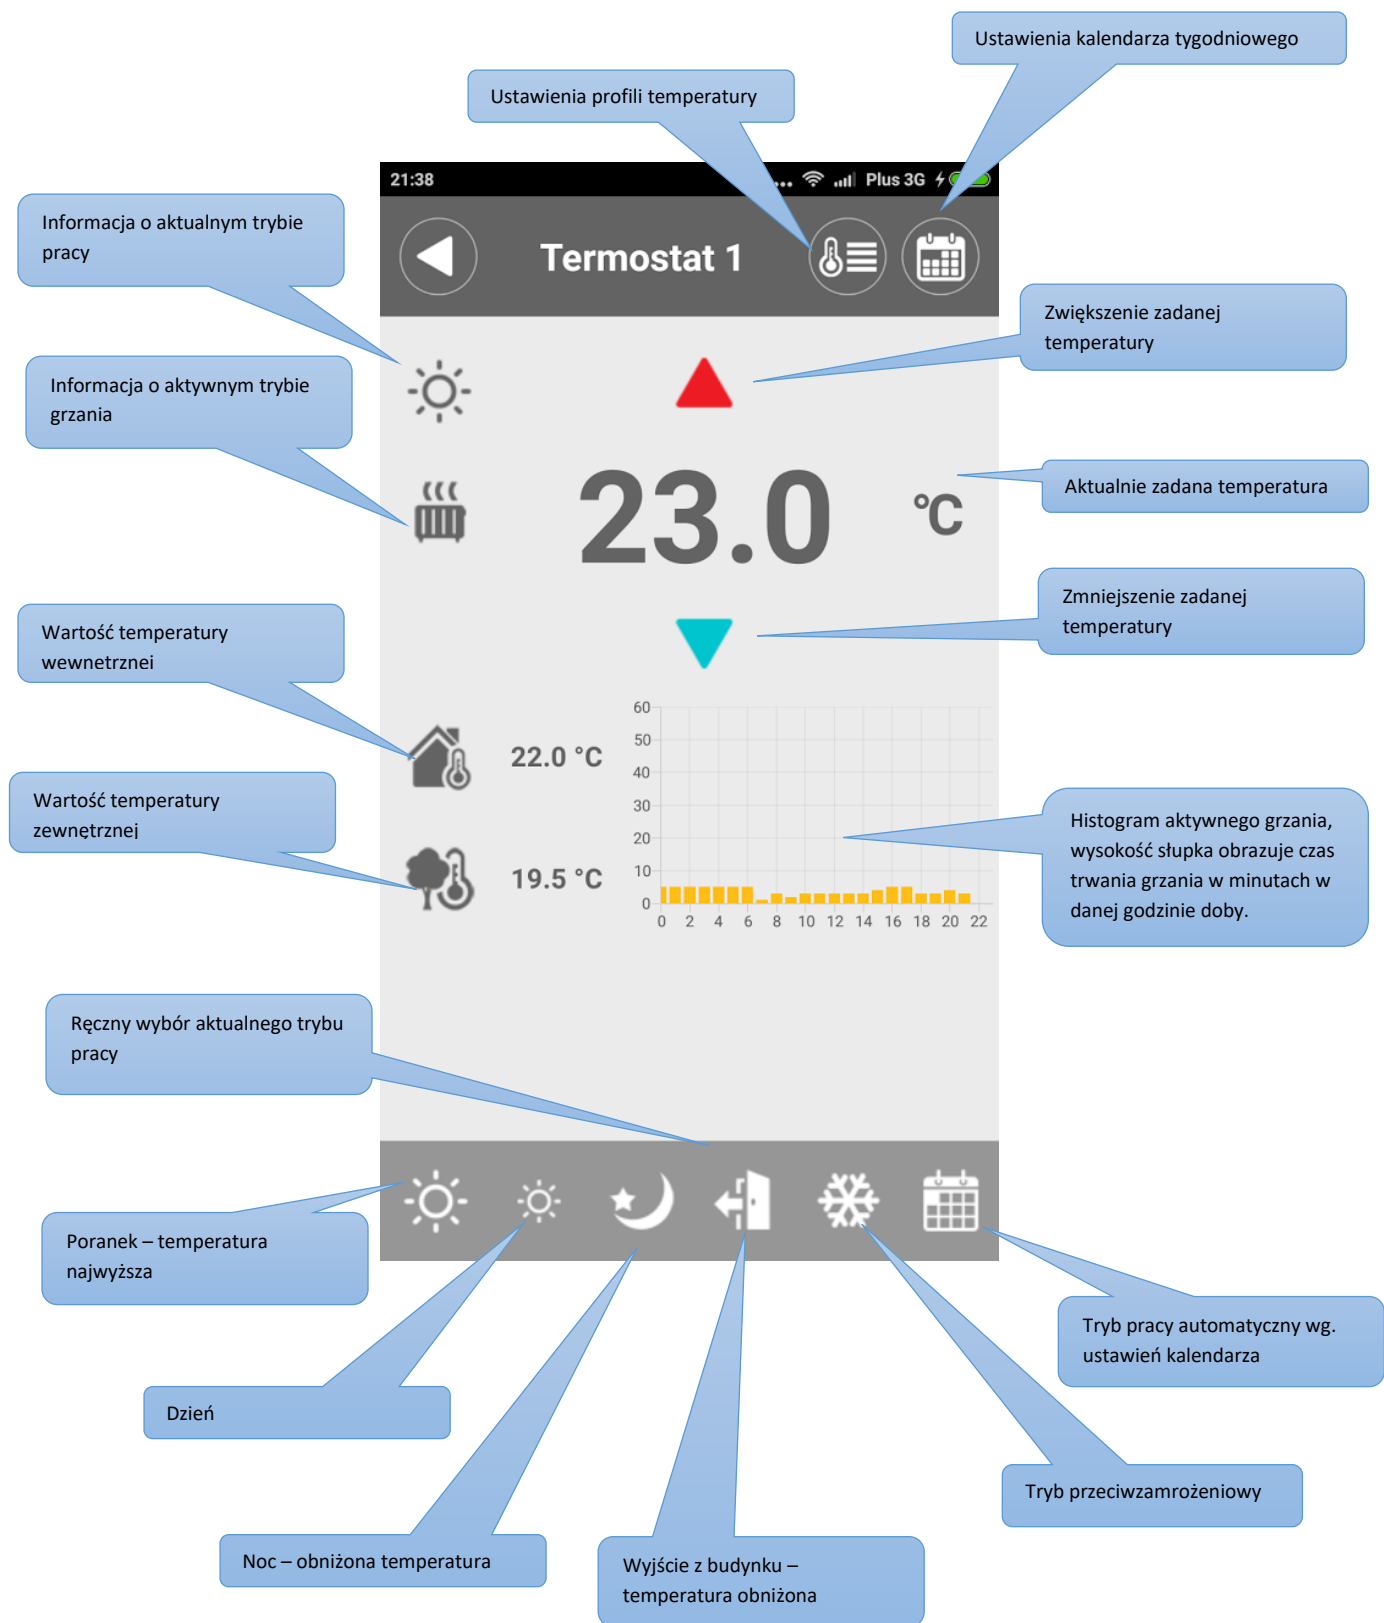 Ustawienia kalendarza tygodniowego
Ustawienia profili temperatury
21:38
... Plus 3G
Informacja o aktualnym trybie
pracy
Termostat 1
Zwiększenie zadanej
temperatury
Informacja o aktywnym trybie
grzania
23.0 °C
Aktualnie zadana temperatura
Zmniejszenie zadanej
temperatury
Wartość temperatury
wewnetrznej
22.0 °C
60
50
40
30
20
10
0
0 2 4 6 8 10 12 14 16 18 20 22
Wartość temperatury
zewnętrznej
19.5 °C
Histogram aktywnego grzania,
wysokość słupka obrazuje czas
trwania grzania w minutach w
danej godzinie doby.
Ręczny wybór aktualnego trybu
pracy
Poranek – temperatura
najwyższa
Tryb pracy automatyczny wg.
ustawień kalendarza
Dzień
Tryb przeciwzamrożeniowy
Noc – obniżona temperatura
Wyjście z budynku –
temperatura obniżona